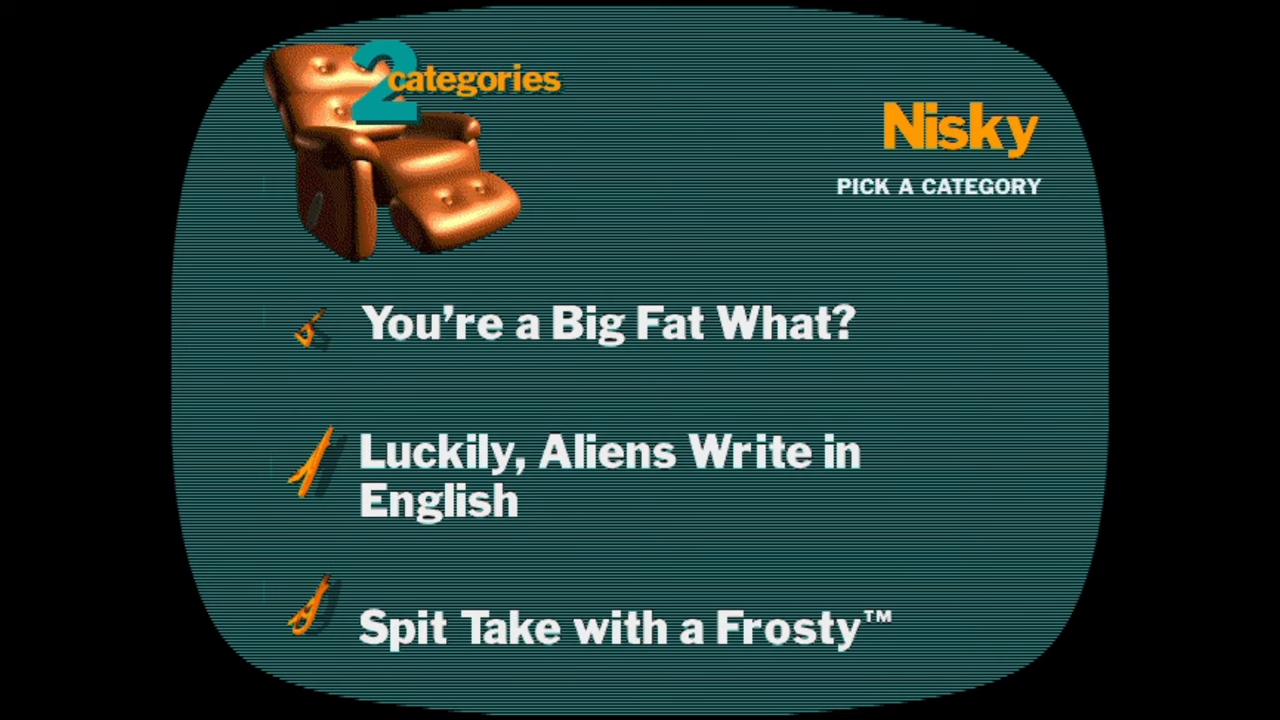 2
categories
Nisky
PICK A CATEGORY
You're a Big Fat What?
Luckily, Aliens Write in
English
Spit Take with a Frosty™